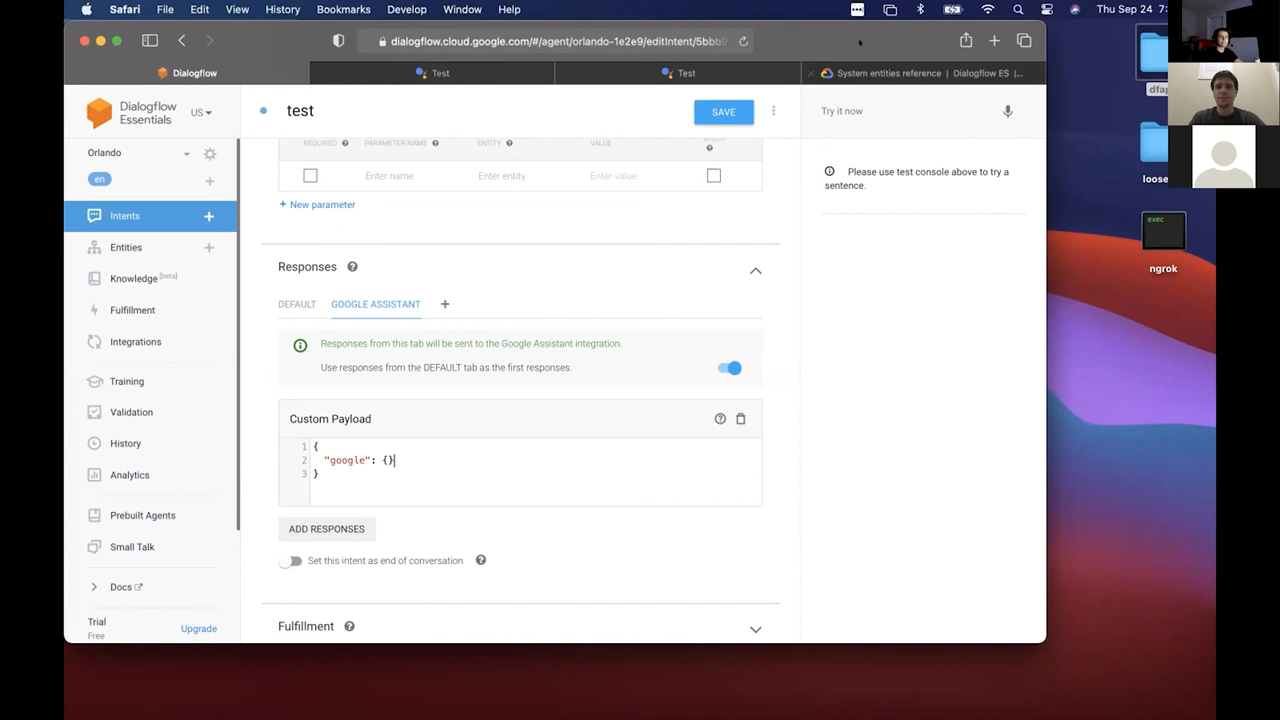 Safari File Edit View History Bookmarks Develop Window Help Thu Sep 24 7:
dialogflow.cloud.google.com/#/agent/orlando-1e2e9/editIntent/5bbb
Dialogflow Test Test System entities reference | Dialogflow ES |...
Dialogflow
Essentials
US
Orlando
en
Intents
Entities
Knowledge [beta]
Fulfillment
Integrations
Training
Validation
History
Analytics
Prebuilt Agents
Small Talk
Docs
Trial
Free
Upgrade
test
SAVE
REQUIRED PARAMETER NAME ENTITY VALUE
Enter name Enter entity Enter value
+ New parameter
Responses
DEFAULT GOOGLE ASSISTANT +
Responses from this tab will be sent to the Google Assistant integration.
Use responses from the DEFAULT tab as the first responses.
Custom Payload
1 {
2 "google": {}
3 }
ADD RESPONSES
Set this intent as end of conversation
Fulfillment
Try it now
Please use test console above to try a
sentence.
dfap
loose
exec
ngrok